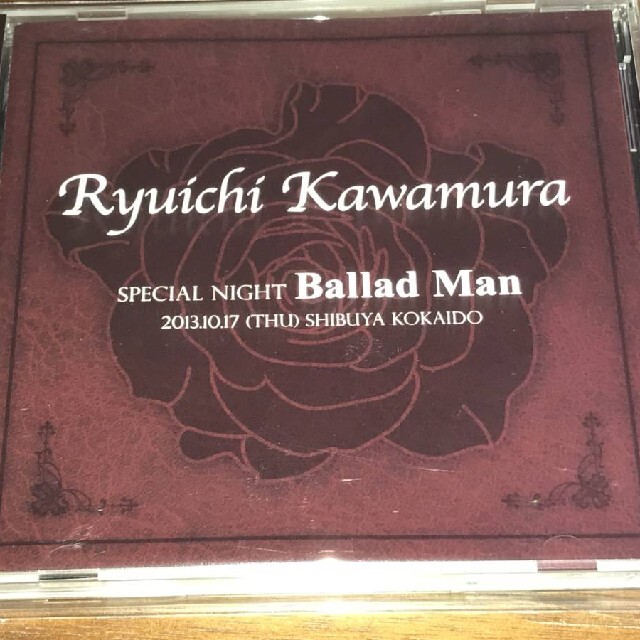 Ryuichi Kawamura
SPECIAL NIGHT Ballad Man
2013.10.17 (THU) SHIBUYA KOKAIDO